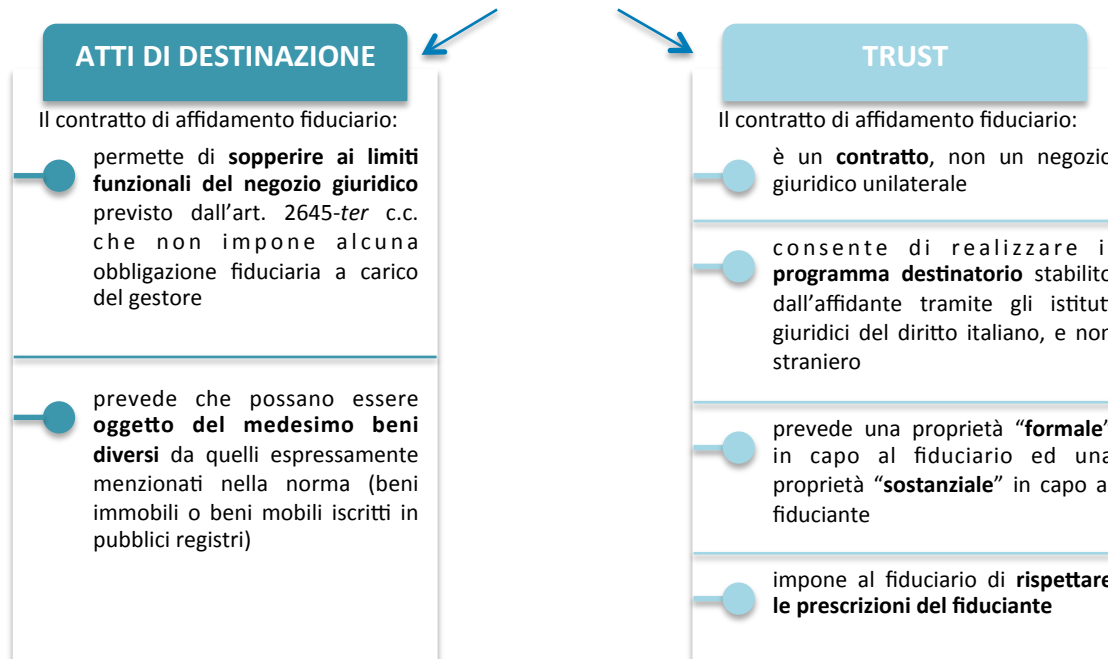 ATTI DI DESTINAZIONE
Il contratto di affidamento fiduciario:
permette di sopperire ai limiti
funzionali del negozio giuridico
previsto dall’art. 2645-ter c.c.
che non impone alcuna
obbligazione fiduciaria a carico
del gestore
prevede che possano essere
oggetto del medesimo beni
diversi da quelli espressamente
menzionati nella norma (beni
immobili o beni mobili iscritti in
pubblici registri)
TRUST
Il contratto di affidamento fiduciario:
è un contratto, non un negozio
giuridico unilaterale
consente di realizzare i
programma destinatorio stabilito
dall’affidante tramite gli istitut
giuridici del diritto italiano, e non
straniero
prevede una proprietà “formale”
in capo al fiduciario ed una
proprietà “sostanziale” in capo a
fiduciante
impone al fiduciario di rispettare
le prescrizioni del fiduciante